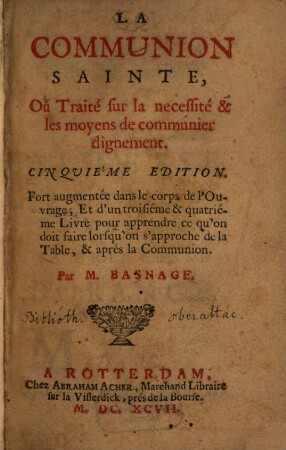 LA
COMMUNION
SAINTE,
Où Traité sur la necessité &
les moyens de communier
dignement.
CINQUIEME EDITION.
Fort augmentée dans le corps de l'Ou-
vrage; Et d'un troisiéme & quatrié-
me Livre pour apprendre ce qu'on
doit faire lorsqu'on s'approche de la
Table, & aprés la Communion.
Par M. BASNAGE.
Biblioth. oberaltac.
A ROTTERDAM,
Chez ABRAHAM ACHER, Marchand Libraire
sur la Visserdick, prés de la Bourse.
M. DC. XCVII.